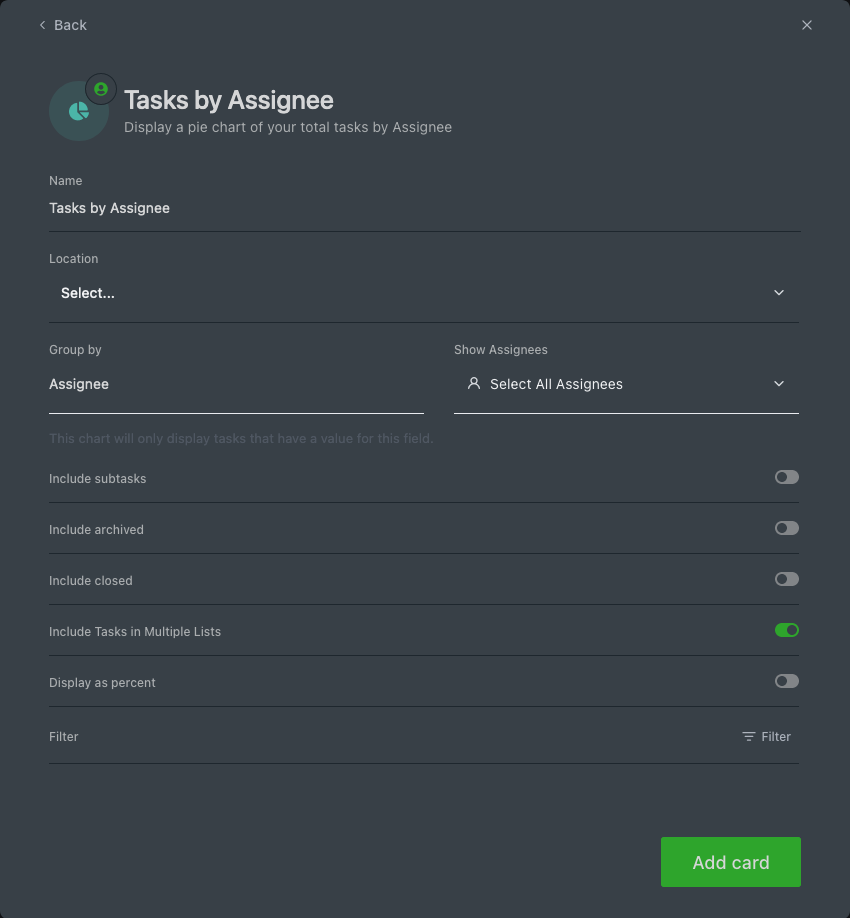 Back
Tasks by Assignee
Display a pie chart of your total tasks by Assignee
Name
Tasks by Assignee
Location
Select...
Group by
Show Assignees
Assignee
Select All Assignees
This chart will only display tasks that have a value for this field.
Include subtasks
Include archived
Include closed
Include Tasks in Multiple Lists
Display as percent
Filter
Filter
Add card